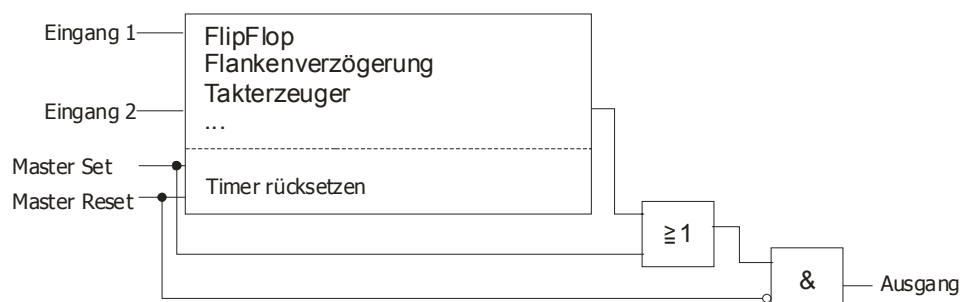 Eingang 1
FlipFlop
Flankenverzögerung
Takterzeuger
Eingang 2
...
Master Set
Timer rücksetzen
Master Reset
≧1
&
Ausgang